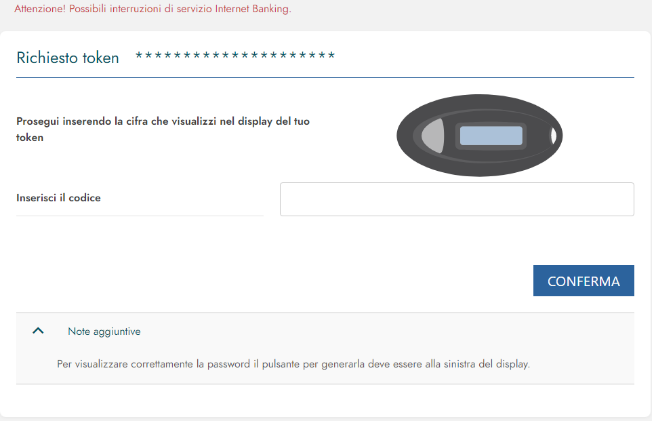 Attenzione! Possibili interruzioni di servizio Internet Banking.
Richiesto token * * * * * * * * * * * * * * * * * * * * *
Prosegui inserendo la cifra che visualizzi nel display del tuo
token
Inserisci il codice
CONFERMA
Note aggiuntive
Per visualizzare correttamente la password il pulsante per generarla deve essere alla sinistra del display.